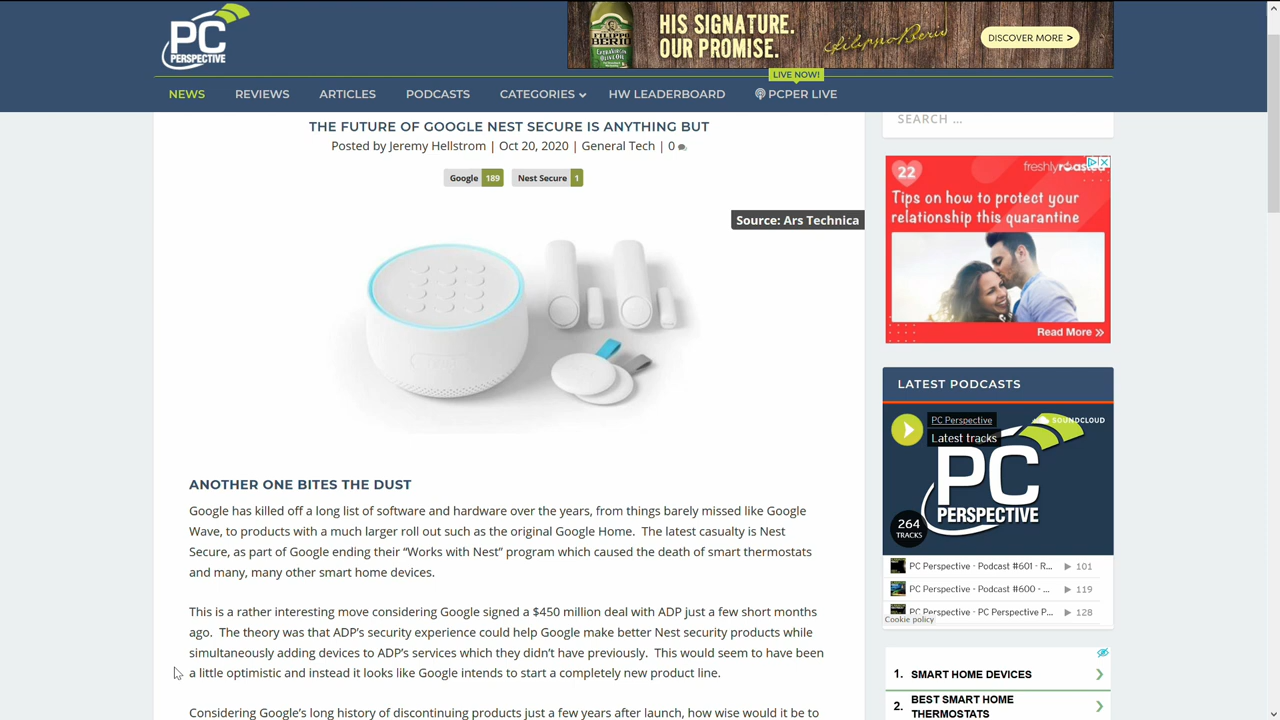 PC
PERSPECTIVE
HIS SIGNATURE.
OUR PROMISE.
FILIPPO
BERIO
Filippo Berio
DISCOVER MORE >
LIVE NOW!
NEWS
REVIEWS
ARTICLES
PODCASTS
CATEGORIES
HW LEADERBOARD
PCPER LIVE
THE FUTURE OF GOOGLE NEST SECURE IS ANYTHING BUT
Posted by Jeremy Hellstrom | Oct 20, 2020 | General Tech | 0
Google 189
Nest Secure 1
Source: Ars Technica
ANOTHER ONE BITES THE DUST
Google has killed off a long list of software and hardware over the years, from things barely missed like Google
Wave, to products with a much larger roll out such as the original Google Home.  The latest casualty is Nest
Secure, as part of Google ending their “Works with Nest” program which caused the death of smart thermostats
and many, many other smart home devices.
This is a rather interesting move considering Google signed a $450 million deal with ADP just a few short months
ago.  The theory was that ADP’s security experience could help Google make better Nest security products while
simultaneously adding devices to ADP’s services which they didn’t have previously.  This would seem to have been
a little optimistic and instead it looks like Google intends to start a completely new product line.
Considering Google’s long history of discontinuing products just a few years after launch, how wise would it be to
SEARCH ...
22
freshlyroasted
Tips on how to protect your
relationship this quarantine
Read More »
LATEST PODCASTS
PC Perspective
Latest tracks
SOUNDCLOUD
PC
PERSPECTIVE
264
TRACKS
PC Perspective - Podcast #601 - R... 101
PC Perspective - Podcast #600 - ... 119
PC Perspective - PC Perspective P... 128
Cookie policy
1. SMART HOME DEVICES
2. BEST SMART HOME
THERMOSTATS